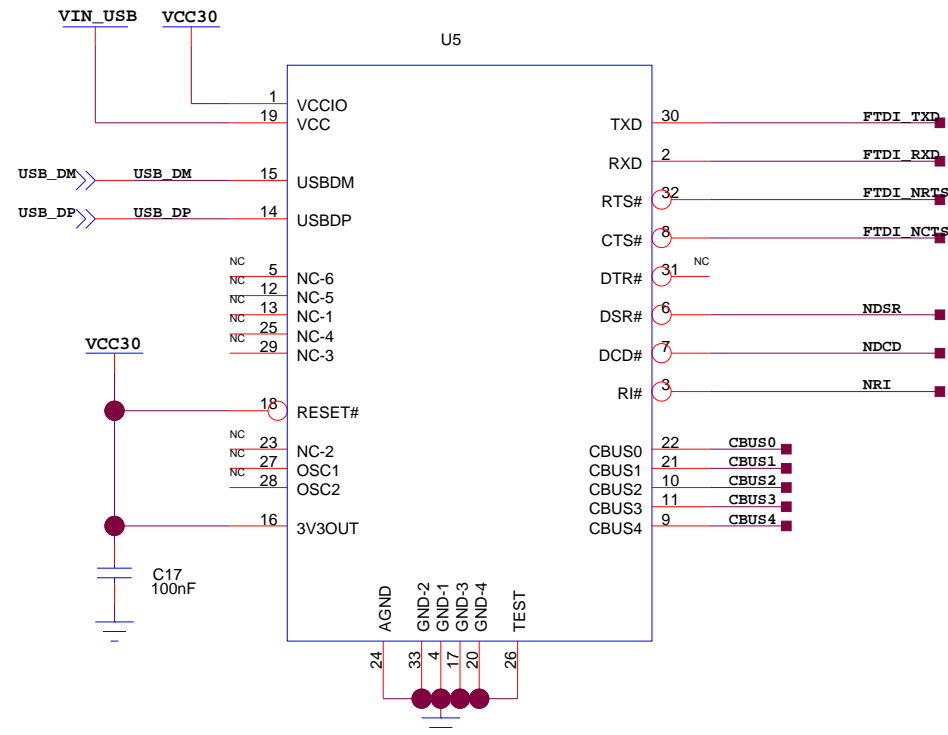 VIN_USB VCC30
U5
1 VCCIO
19 VCC
USB_DM USB_DM 15 USBDM
USB_DP USB_DP 14 USBDP
NC 5 NC-6
NC 12 NC-5
NC 13 NC-1
NC 25 NC-4
NC 29 NC-3
VCC30
18 RESET#
NC 23 NC-2
NC 27 OSC1
NC 28 OSC2
16 3V3OUT
C17
100nF
TXD 30 FTDI_TXD
RXD 2 FTDI_RXD
RTS# 32 FTDI_NRTS
CTS# 8 FTDI_NCTS
DTR# 31 NC
DSR# 6 NDSR
DCD# 7 NDCD
RI# 3 NRI
CBUS0 22 CBUS0
CBUS1 21 CBUS1
CBUS2 10 CBUS2
CBUS3 11 CBUS3
CBUS4 9 CBUS4
AGND 24
GND-2 33
GND-1 4
GND-3 17
GND-4 20
TEST 26